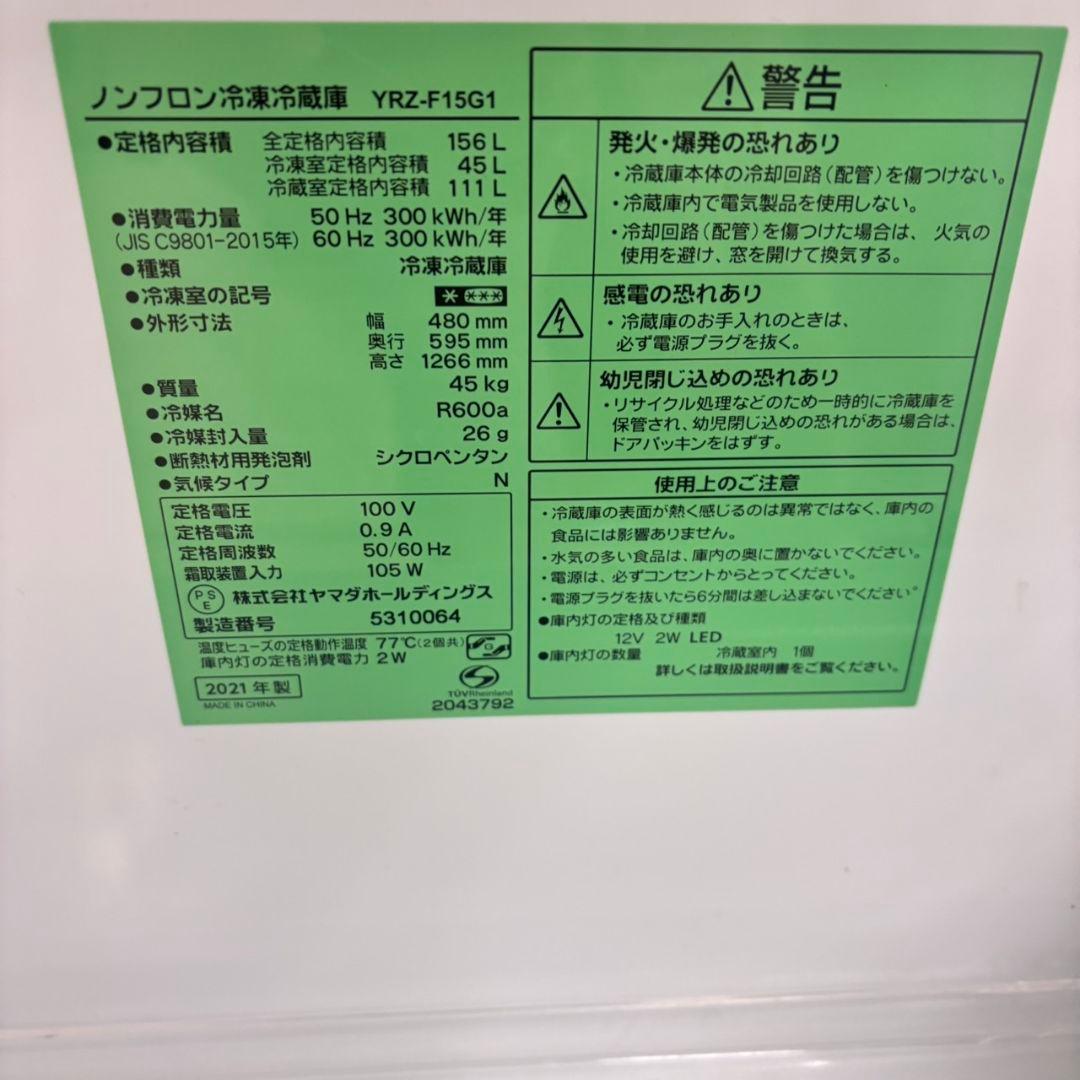 ノンフロン冷凍冷蔵庫 YRZ-F15G1
●定格内容積 全定格内容積 156 L
冷凍室定格内容積 45 L
冷蔵室定格内容積 111 L
●消費電力量 50 Hz 300 kWh/年
(JIS C9801-2015年) 60 Hz 300 kWh/年
●種類 冷凍冷蔵庫
●冷凍室の記号
●外形寸法 幅 480 mm
奥行 595 mm
高さ 1266 mm
●質量 45 kg
●冷媒名 R600a
●冷媒封入量 26 g
●断熱材用発泡剤 シクロペンタン
●気候タイプ N
定格電圧 100 V
定格電流 0.9 A
定格周波数 50/60 Hz
霜取装置入力 105 W
PSE 株式会社ヤマダホールディングス
製造番号 5310064
温度ヒューズの定格動作温度 77℃(2個共)
庫内灯の定格消費電力 2 W
2021 年製
MADE IN CHINA
TÜVRheinland
2043792
警告
発火・爆発の恐れあり
・冷蔵庫本体の冷却回路(配管)を傷つけない。
・冷蔵庫内で電気製品を使用しない。
・冷却回路(配管)を傷つけた場合は、火気の
使用を避け、窓を開けて換気する。
感電の恐れあり
・冷蔵庫のお手入れのときは、
必ず電源プラグを抜く。
幼児閉じ込めの恐れあり
・リサイクル処理などのため一時的に冷蔵庫を
保管され、幼児閉じ込めの恐れがある場合は、
ドアパッキンをはずす。
使用上のご注意
・冷蔵庫の表面が熱く感じるのは異常ではなく、庫内の
食品には影響ありません。
・水気の多い食品は、庫内の奥に置かないでください。
・電源は、必ずコンセントからとってください。
・電源プラグを抜いたら6分間は差し込まないでください。
●庫内灯の定格及び種類
12V 2W LED
●庫内灯の数量 冷蔵室内 1個
詳しくは取扱説明書をご覧ください。